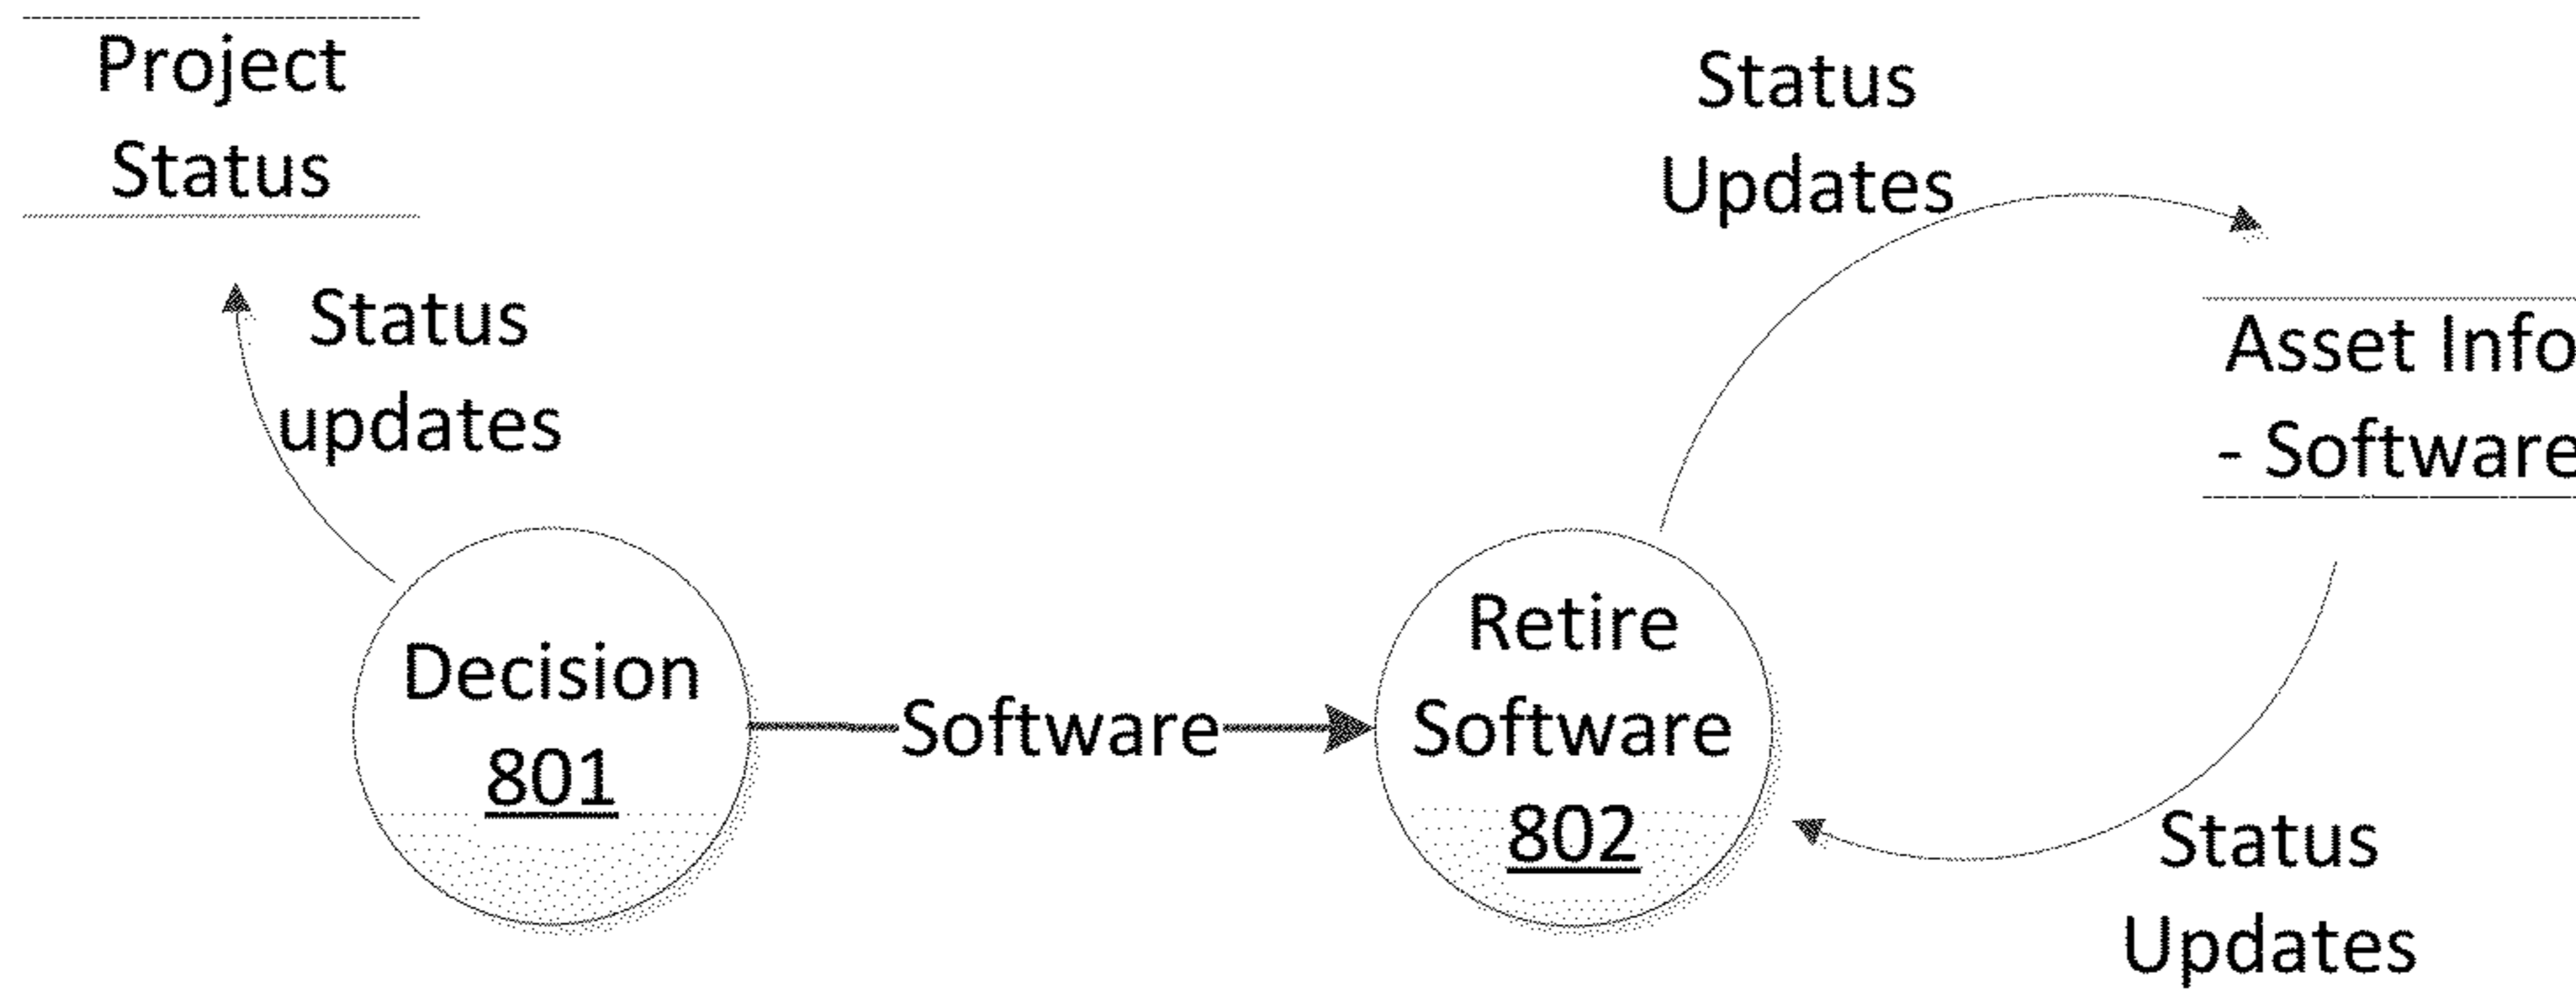 Project
Status
Status
updates
Decision
801
Software
Retire
Software
802
Status
Updates
Asset Info
- Software
Status
Updates